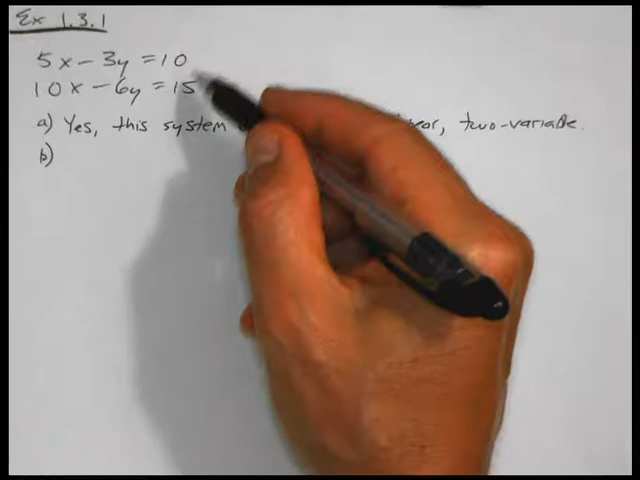 Ex 1.3.1
5x - 3y = 10
10x - 6y = 15
a) Yes, this system two-variable.
b)